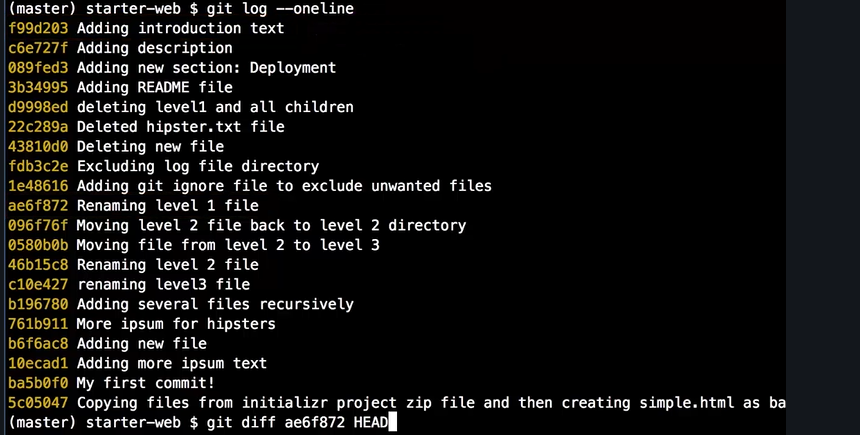 (master) starter-web $ git log --oneline
f99d203 Adding introduction text
c6e727f Adding description
089fed3 Adding new section: Deployment
3b34995 Adding README file
d9998ed deleting level1 and all children
22c289a Deleted hipster.txt file
43810d0 Deleting new file
fdb3c2e Excluding log file directory
1e48616 Adding git ignore file to exclude unwanted files
ae6f872 Renaming level 1 file
096f76f Moving level 2 file back to level 2 directory
0580b0b Moving file from level 2 to level 3
46b15c8 Renaming level 2 file
c10e427 renaming level3 file
b196780 Adding several files recursively
761b911 More ipsum for hipsters
b6f6ac8 Adding new file
10ecad1 Adding more ipsum text
ba5b0f0 My first commit!
5c05047 Copying files from initializr project zip file and then creating simple.html as ba
(master) starter-web $ git diff ae6f872 HEAD